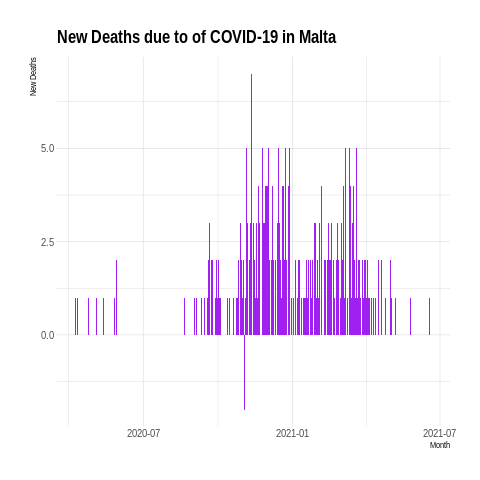 New Deaths due to of COVID-19 in Malta
New Deaths
5.0
2.5
0.0
2020-07
2021-01
2021-07
Month